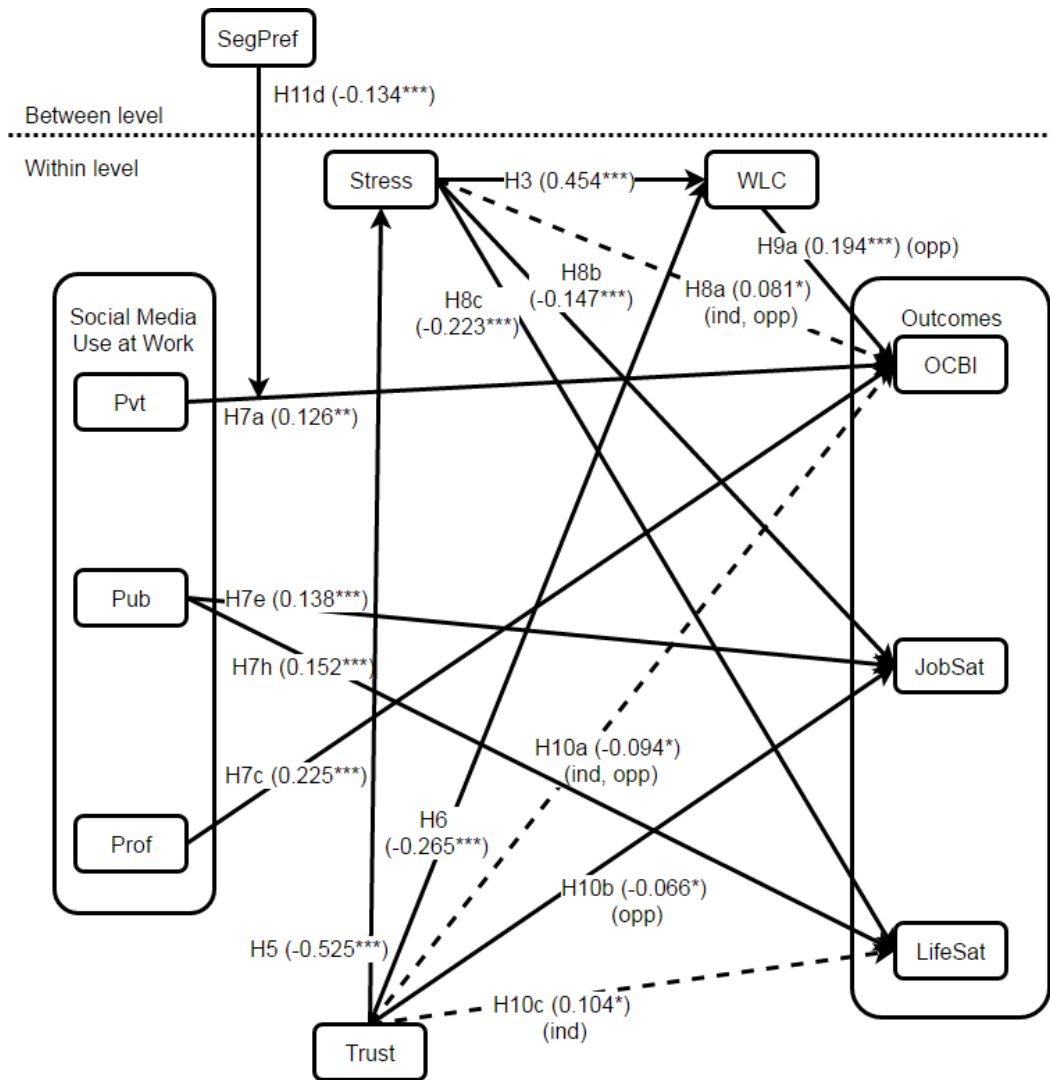 SegPref
H11d (-0.134***)
Between level
Within level
Stress
H3 (0.454***)
WLC
H9a (0.194***) (opp)
H8b
(-0.147***)
H8a (0.081*)
(ind, opp)
H8c
(-0.223***)
Social Media
Use at Work
Outcomes
OCBI
Pvt
H7a (0.126**)
Pub
H7e (0.138***)
H7h (0.152***)
JobSat
H10a (-0.094*)
(ind, opp)
H7c (0.225***)
Prof
H6
(-0.265***)
H10b (-0.066*)
(opp)
H5 (-0.525***)
LifeSat
H10c (0.104*)
(ind)
Trust